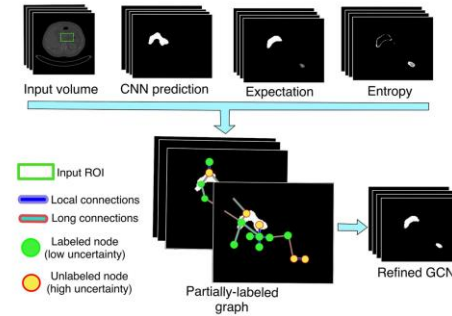 Input volume
CNN prediction
Expectation
Entropy
Input ROI
Local connections
Long connections
Labeled node
(low uncertainty)
Unlabeled node
(high uncertainty)
Partially-labeled
graph
Refined GCN